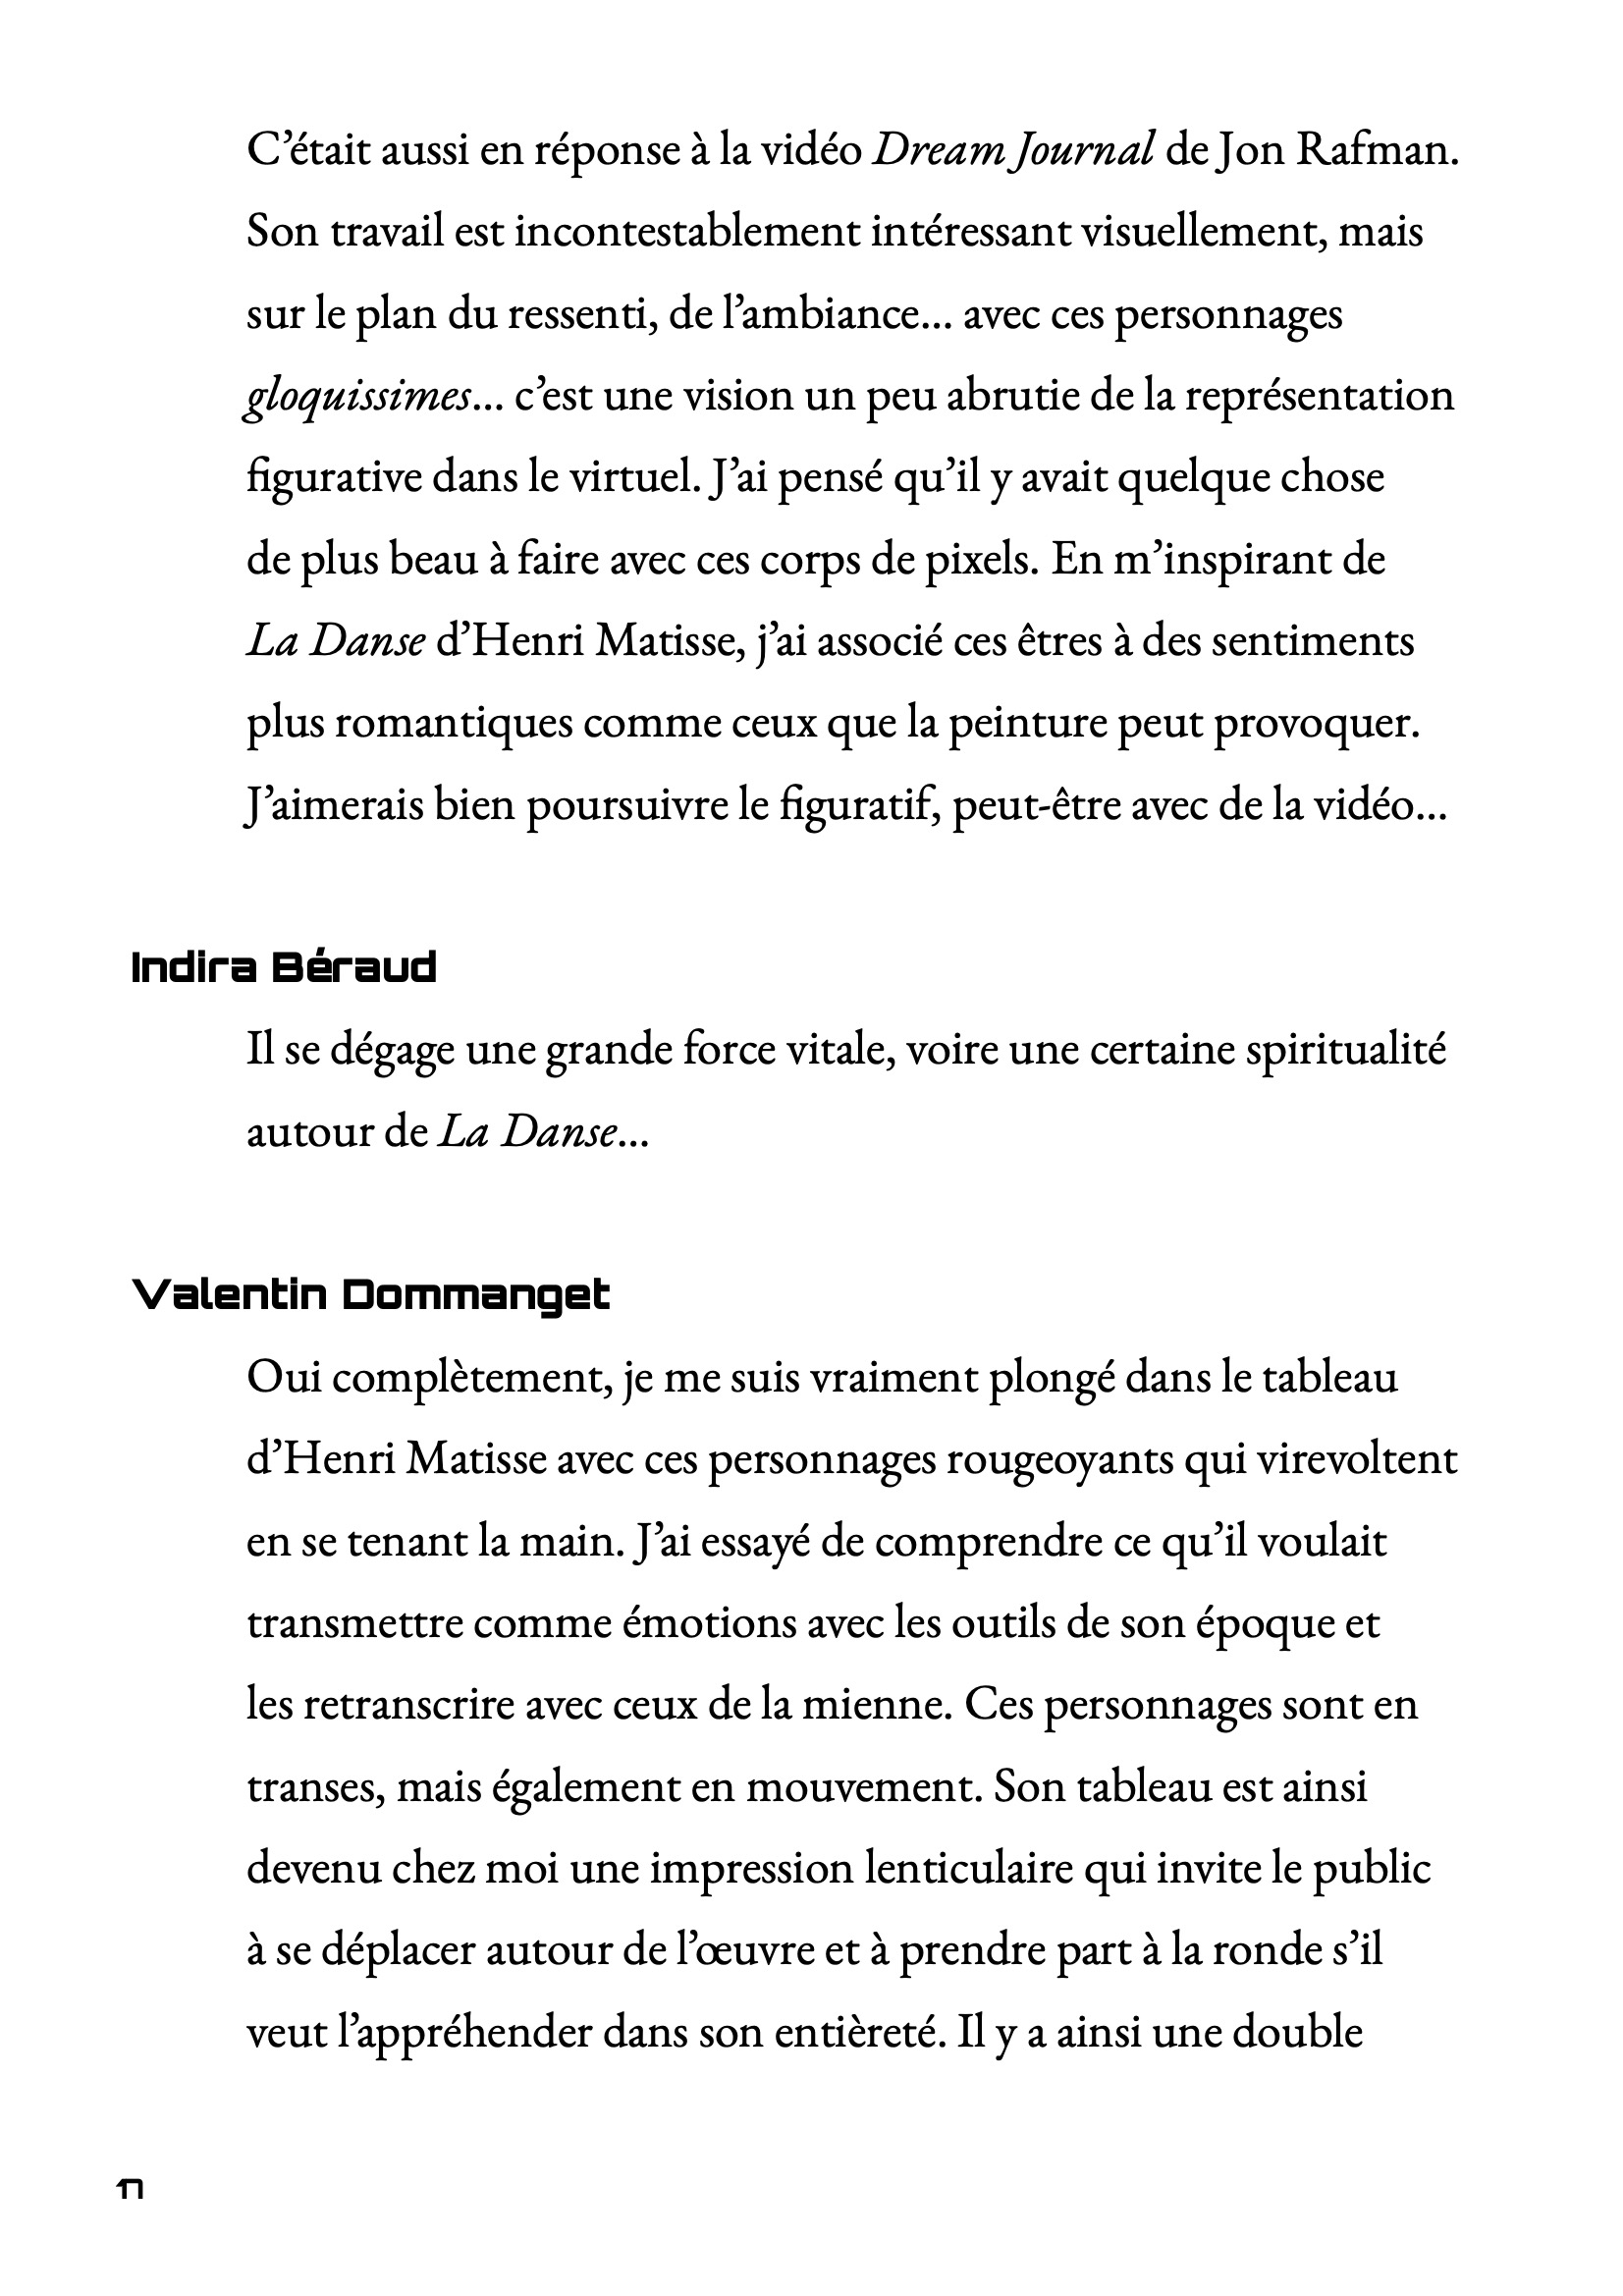 C’était aussi en réponse à la vidéo Dream Journal de Jon Rafman.
Son travail est incontestablement intéressant visuellement, mais
sur le plan du ressenti, de l’ambiance… avec ces personnages
gloquissimes… c’est une vision un peu abrutie de la représentation
figurative dans le virtuel. J’ai pensé qu’il y avait quelque chose
de plus beau à faire avec ces corps de pixels. En m’inspirant de
La Danse d’Henri Matisse, j’ai associé ces êtres à des sentiments
plus romantiques comme ceux que la peinture peut provoquer.
J’aimerais bien poursuivre le figuratif, peut-être avec de la vidéo…
Indira Béraud
Il se dégage une grande force vitale, voire une certaine spiritualité
autour de La Danse…
Valentin Dommanget
Oui complètement, je me suis vraiment plongé dans le tableau
d’Henri Matisse avec ces personnages rougeoyants qui virevoltent
en se tenant la main. J’ai essayé de comprendre ce qu’il voulait
transmettre comme émotions avec les outils de son époque et
les retranscrire avec ceux de la mienne. Ces personnages sont en
transes, mais également en mouvement. Son tableau est ainsi
devenu chez moi une impression lenticulaire qui invite le public
à se déplacer autour de l’œuvre et à prendre part à la ronde s’il
veut l’appréhender dans son entièreté. Il y a ainsi une double
17